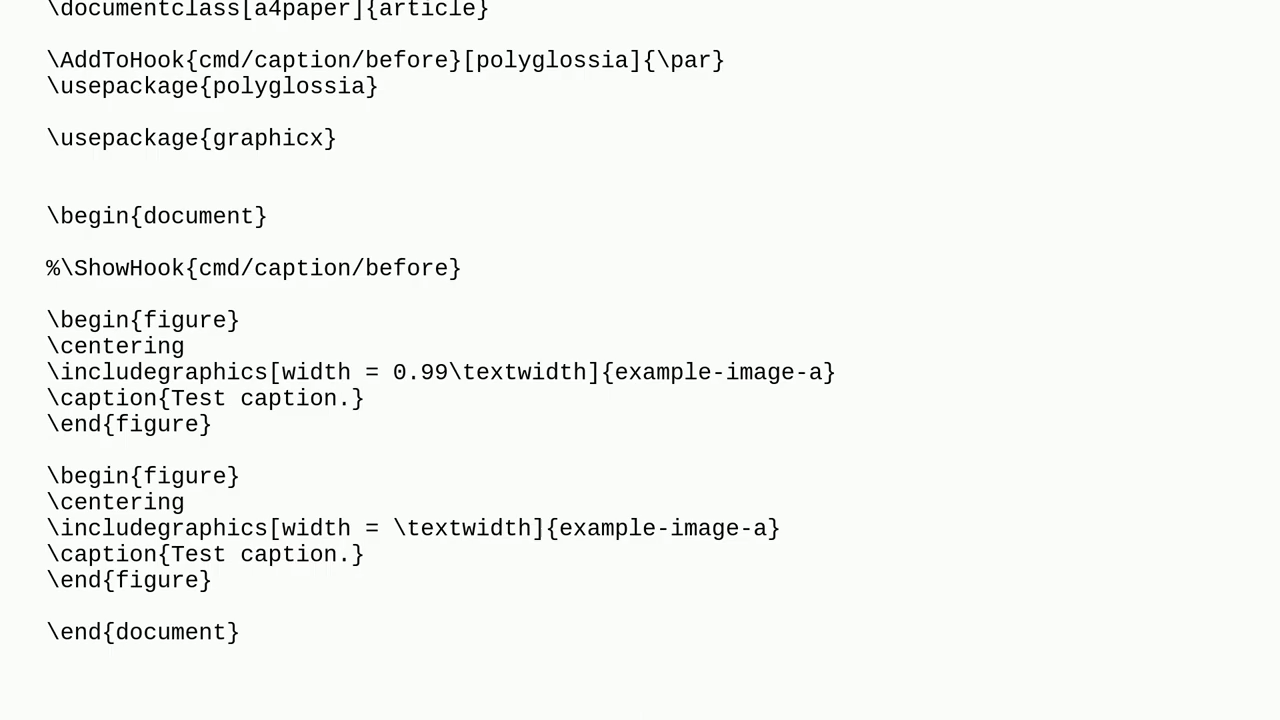 \documentclass[a4paper]{article}
\AddToHook{cmd/caption/before}[polyglossia]{\par}
\usepackage{polyglossia}
\usepackage{graphicx}
\begin{document}
%\ShowHook{cmd/caption/before}
\begin{figure}
\centering
\includegraphics[width = 0.99\textwidth]{example-image-a}
\caption{Test caption.}
\end{figure}
\begin{figure}
\centering
\includegraphics[width = \textwidth]{example-image-a}
\caption{Test caption.}
\end{figure}
\end{document}